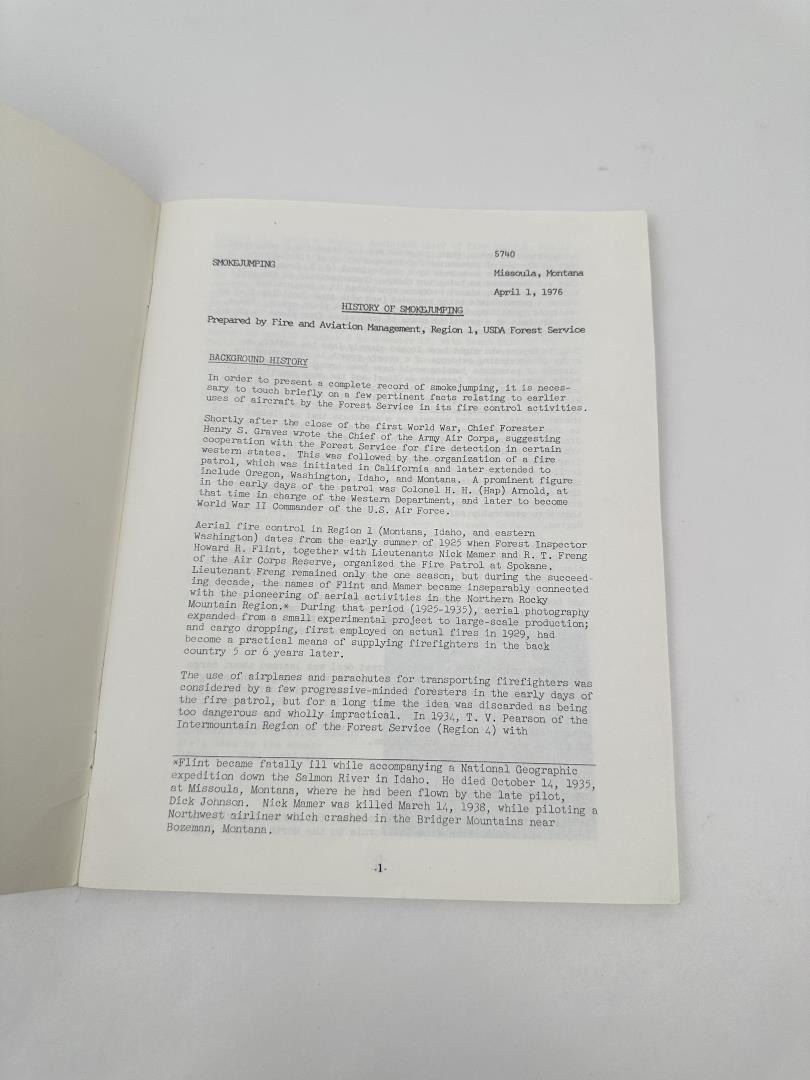 5740
SMOKEJUMPING
Missoula, Montana
April 1, 1976
HISTORY OF SMOKEJUMPING
Prepared by Fire and Aviation Management, Region 1, USDA Forest Service
BACKGROUND HISTORY
In order to present a complete record of smokejumping, it is neces-
sary to touch briefly on a few pertinent facts relating to earlier
uses of aircraft by the Forest Service in its fire control activities.
Shortly after the close of the first World War, Chief Forester
Henry S. Graves wrote the Chief of the Army Air Corps, suggesting
cooperation with the Forest Service for fire detection in certain
western states. This was followed by the organization of a fire
patrol, which was initiated in California and later extended to
include Oregon, Washington, Idaho, and Montana. A prominent figure
in the early days of the patrol was Colonel H. H. (Hap) Arnold, at
that time in charge of the Western Department, and later to become
World War II Commander of the U.S. Air Force.
Aerial fire control in Region 1 (Montana, Idaho, and eastern
Washington) dates from the early summer of 1925 when Forest Inspector
Howard R. Flint, together with Lieutenants Nick Mamer and R. T. Freng
of the Air Corps Reserve, organized the Fire Patrol at Spokane.
Lieutenant Freng remained only the one season, but during the succeed-
ing decade, the names of Flint and Mamer became inseparably connected
with the pioneering of aerial activities in the Northern Rocky
Mountain Region.* During that period (1925-1935), aerial photography
expanded from a small experimental project to large-scale production;
and cargo dropping, first employed on actual fires in 1929, had
become a practical means of supplying firefighters in the back
country 5 or 6 years later.
The use of airplanes and parachutes for transporting firefighters was
considered by a few progressive-minded foresters in the early days of
the fire patrol, but for a long time the idea was discarded as being
too dangerous and wholly impractical. In 1934, T. V. Pearson of the
Intermountain Region of the Forest Service (Region 4) with
*Flint became fatally ill while accompanying a National Geographic
expedition down the Salmon River in Idaho. He died October 14, 1935,
at Missoula, Montana, where he had been flown by the late pilot,
Dick Johnson. Nick Mamer was killed March 14, 1938, while piloting a
Northwest airliner which crashed in the Bridger Mountains near
Bozeman, Montana.
-1-